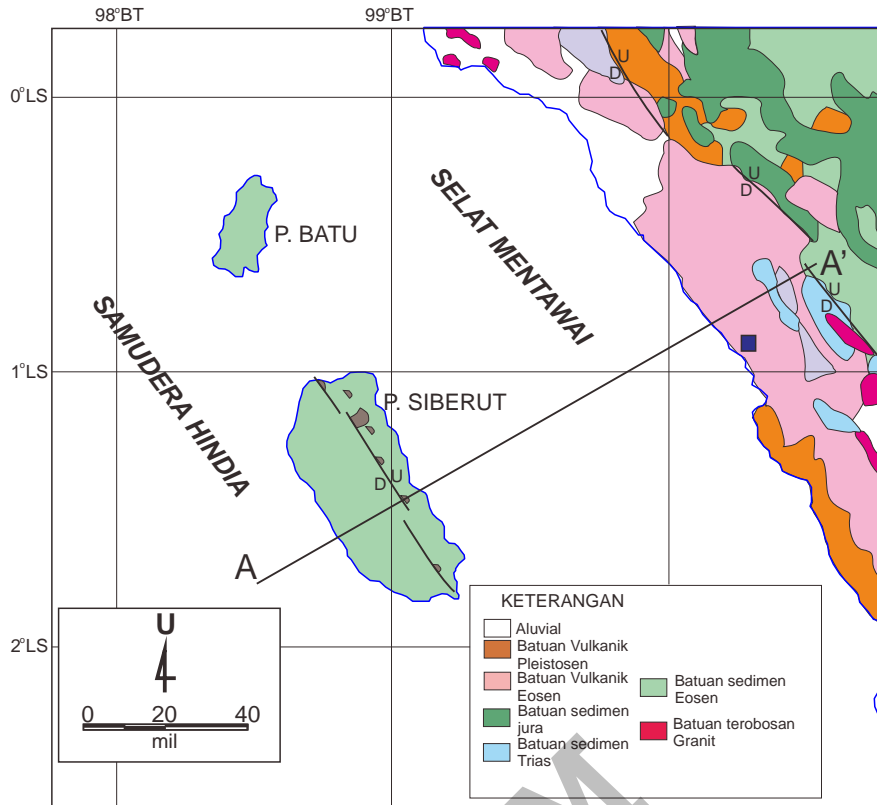 98°BT
99°BT
0°LS
1°LS
2°LS
U
D
U
D
U
D
D U
SELAT MENTAWAI
P. BATU
SAMUDERA HINDIA
P. SIBERUT
A
A'
U
0 20 40
mil
KETERANGAN
Aluvial
Batuan Vulkanik
Pleistosen
Batuan Vulkanik
Eosen
Batuan sedimen
jura
Batuan sedimen
Trias
Batuan sedimen
Eosen
Batuan terobosan
Granit